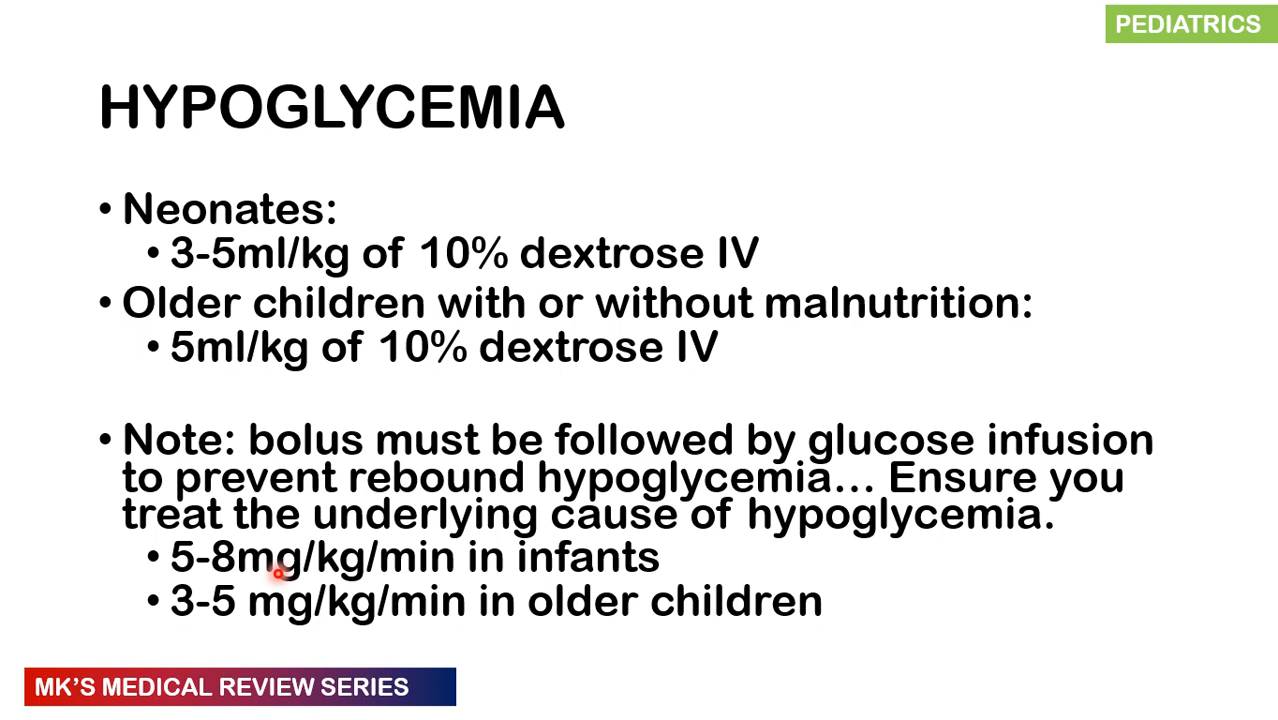 PEDIATRICS
HYPOGLYCEMIA
• Neonates:
• 3-5ml/kg of 10% dextrose IV
• Older children with or without malnutrition:
• 5ml/kg of 10% dextrose IV
• Note: bolus must be followed by glucose infusion
to prevent rebound hypoglycemia... Ensure you
treat the underlying cause of hypoglycemia.
• 5-8mg/kg/min in infants
• 3-5 mg/kg/min in older children
MK’S MEDICAL REVIEW SERIES